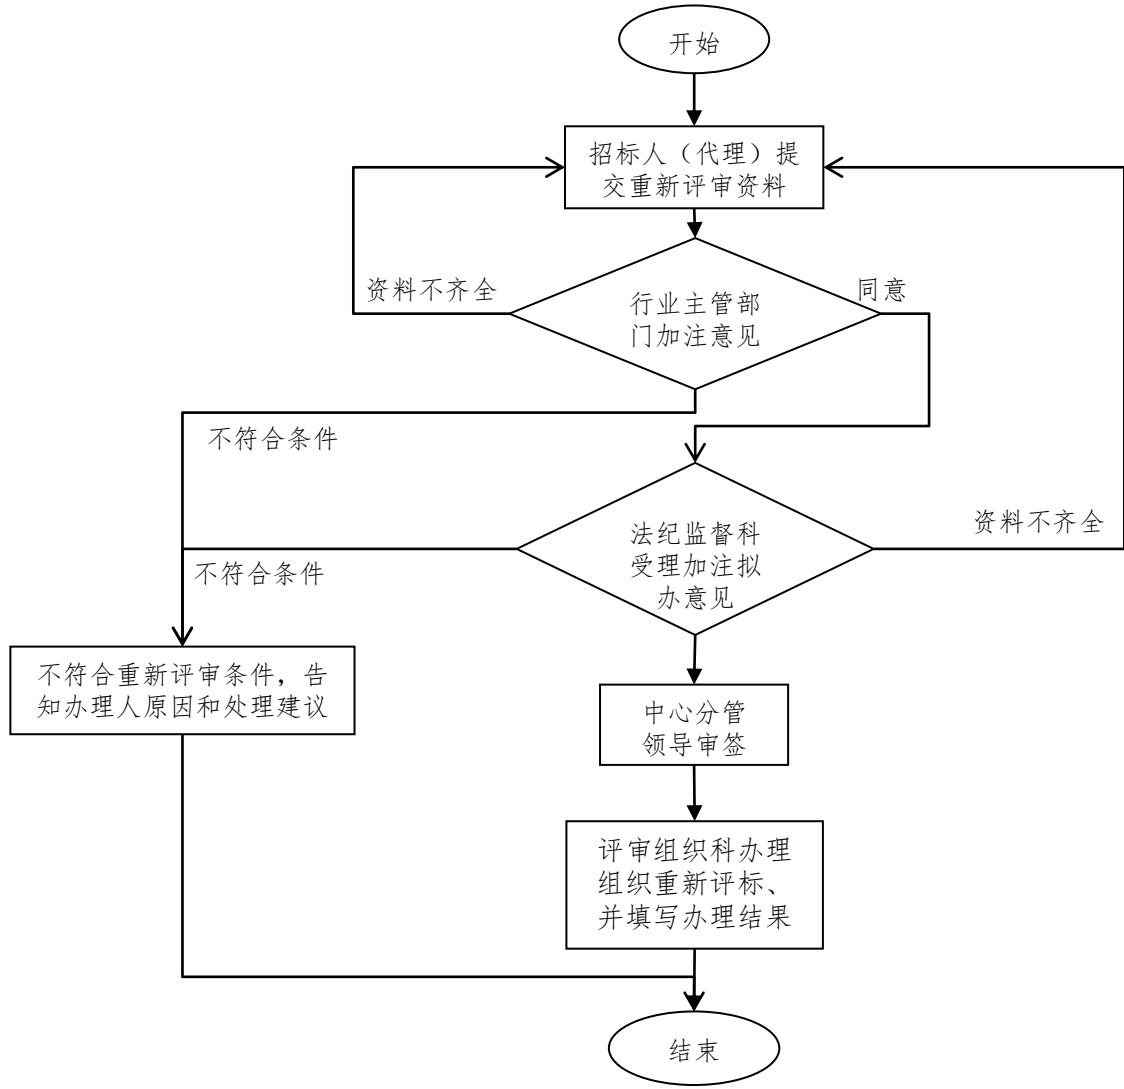 开始
招标人（代理）提
交重新评审资料
资料不齐全
同意
行业主管部
门加注意见
不符合条件
资料不齐全
法纪监督科
受理加注拟
办意见
不符合条件
不符合重新评审条件，告
知办理人原因和处理建议
中心分管
领导审签
评审组织科办理
组织重新评标、
并填写办理结果
结束